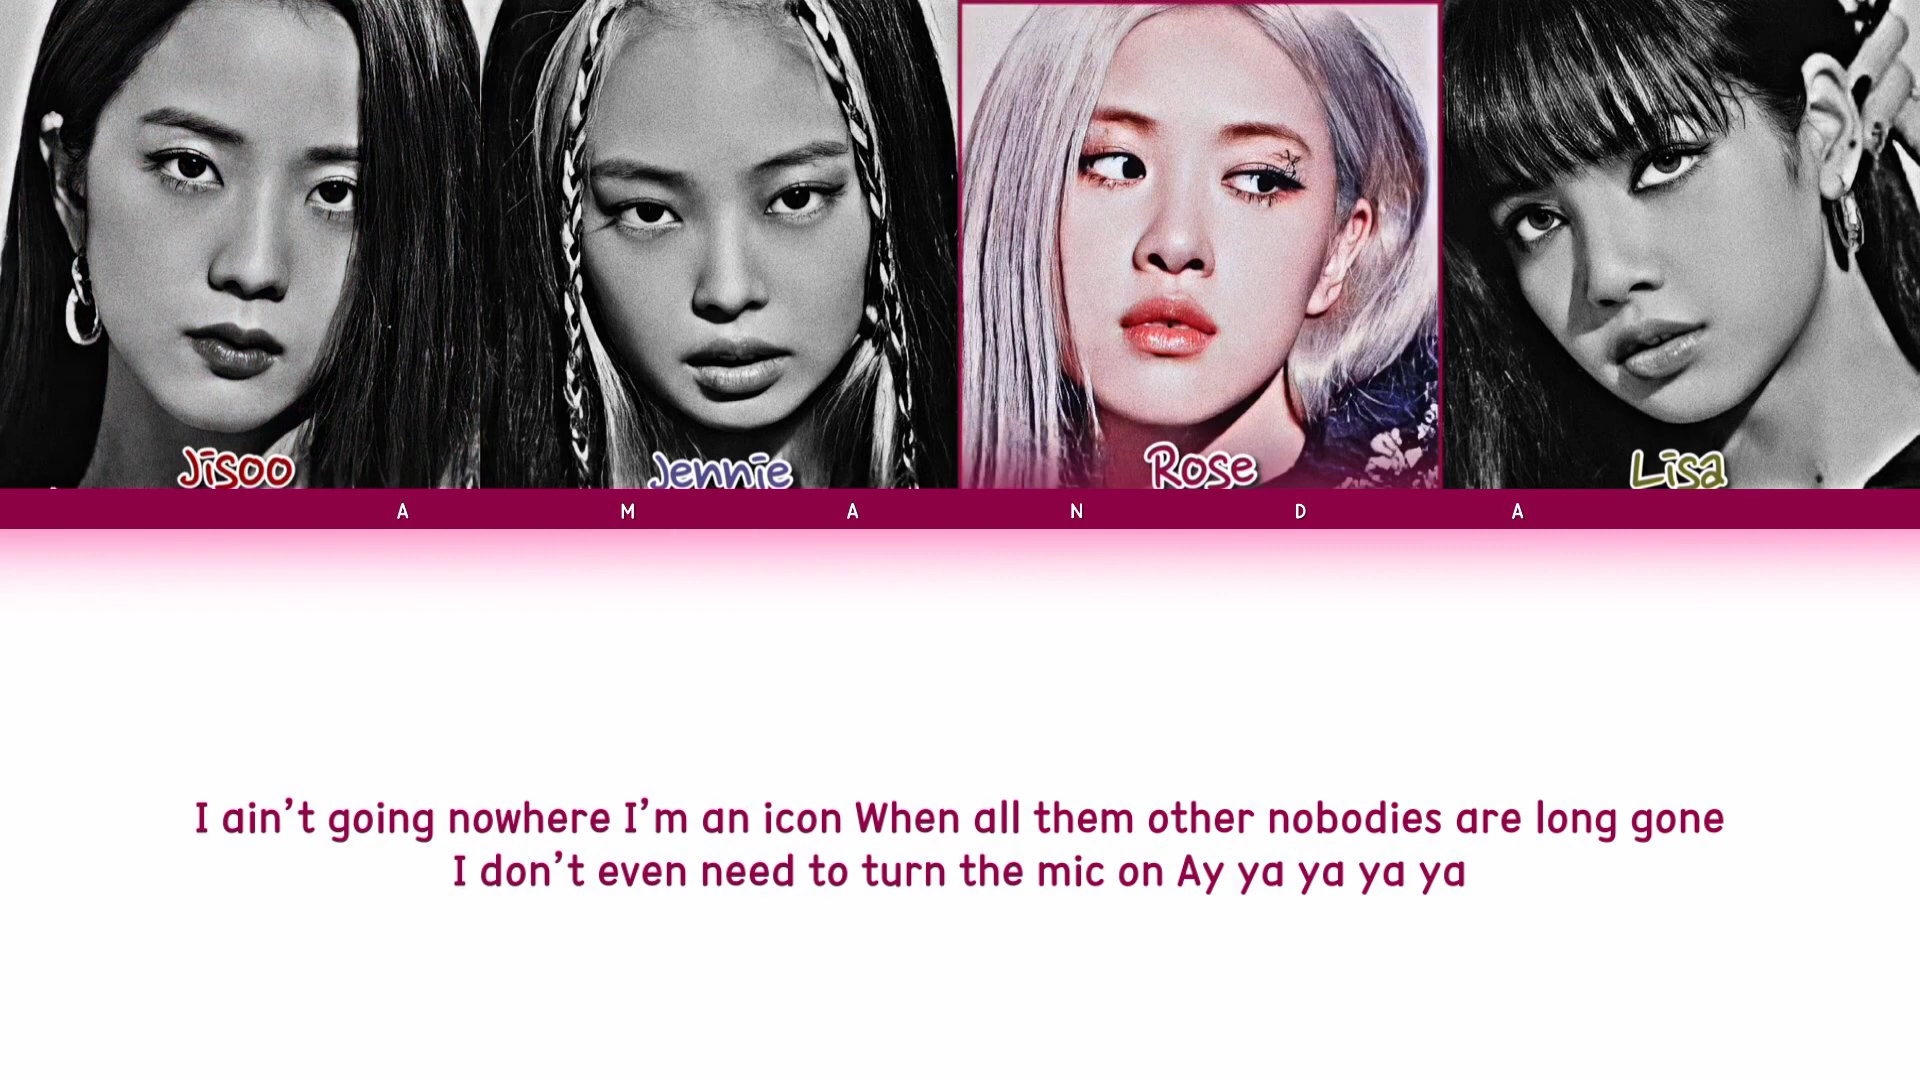 Jisoo Jennie Rose Lisa
A M A N D A
I ain’t going nowhere I’m an icon When all them other nobodies are long gone
I don’t even need to turn the mic on Ay ya ya ya ya